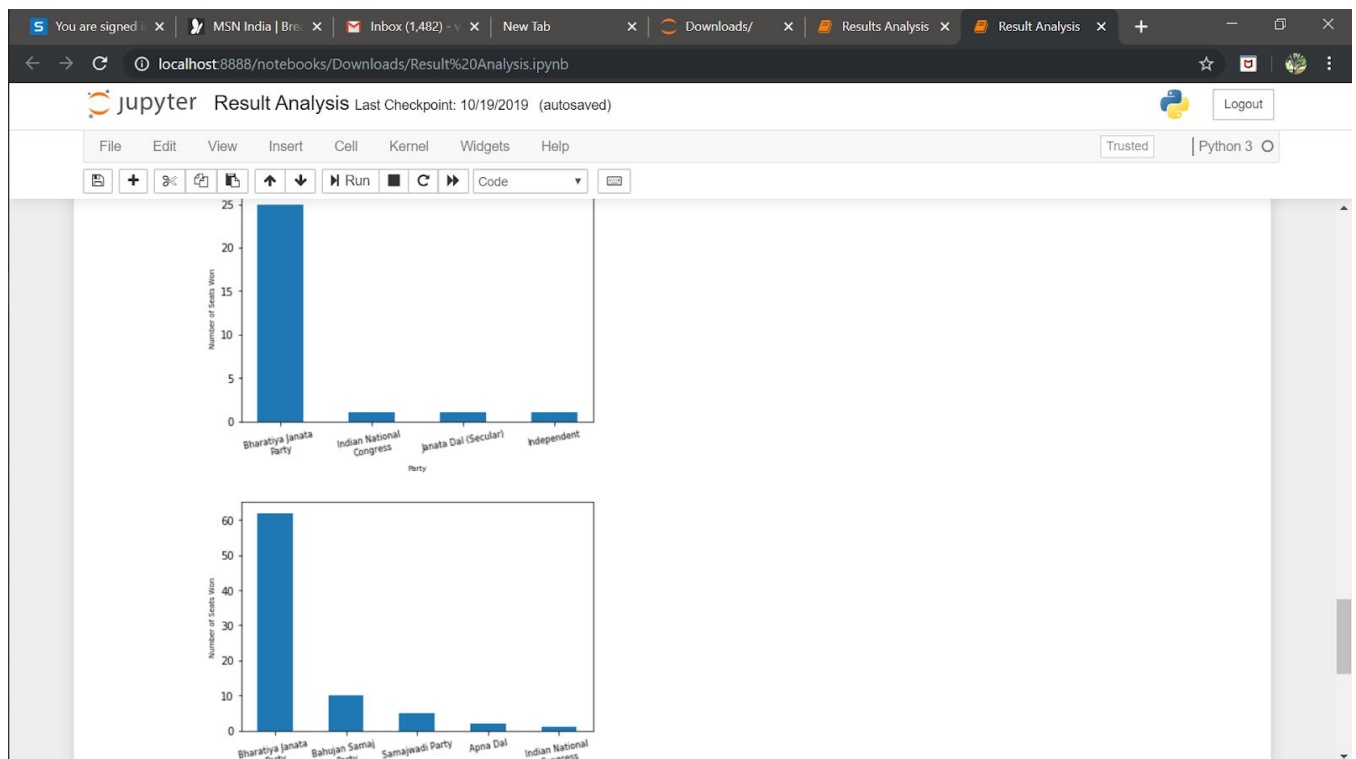 You are signed i
MSN India | Bre
Inbox (1,482) - v
New Tab
Downloads/
Results Analysis
Result Analysis
localhost:8888/notebooks/Downloads/Result%20Analysis.ipynb
jupyter Result Analysis Last Checkpoint: 10/19/2019 (autosaved)
Logout
File Edit View Insert Cell Kernel Widgets Help
Trusted
Python 3
Run
Code
25
20
15
10
5
0
Number of Seats Won
Bharatiya Janata
Party
Indian National
Congress
Janata Dal (Secular)
Independent
Party
60
50
40
30
20
10
0
Number of Seats Won
Bharatiya Janata
Party
Bahujan Samaj
Party
Samajwadi Party
Apna Dal
Indian National
Congress